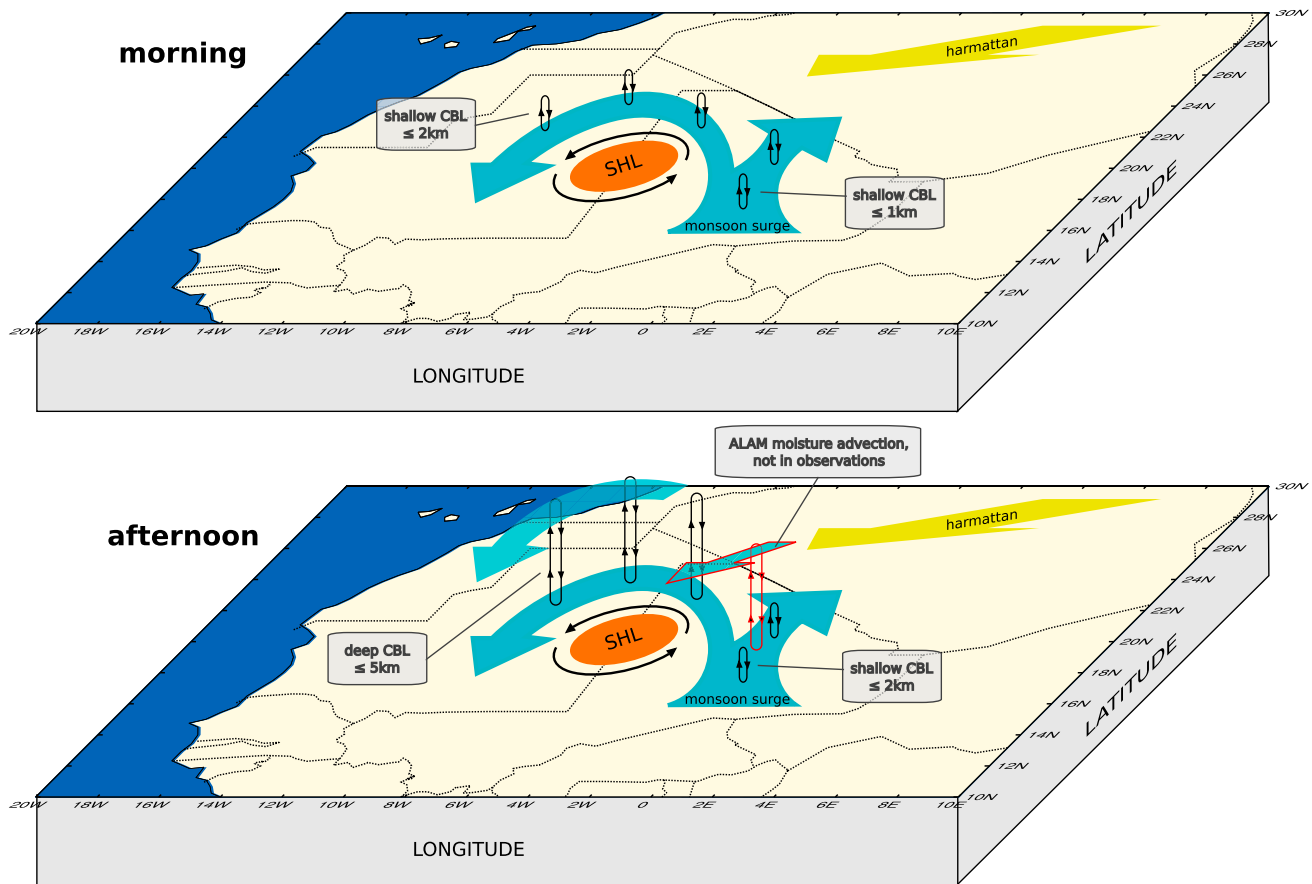 morning
30N
28N
26N
24N
22N
20N
18N
16N
14N
12N
10N
LATITUDE
harmattan
shallow CBL
≤ 2km
SHL
shallow CBL
≤ 1km
monsoon surge
20W 18W 16W 14W 12W 10W 8W 6W 4W 2W 0 2E 4E 6E 8E 10E
LONGITUDE
ALAM moisture advection,
not in observations
afternoon
30N
28N
26N
24N
22N
20N
18N
16N
14N
12N
10N
LATITUDE
harmattan
deep CBL
≤ 5km
SHL
shallow CBL
≤ 2km
monsoon surge
20W 18W 16W 14W 12W 10W 8W 6W 4W 2W 0 2E 4E 6E 8E 10E
LONGITUDE